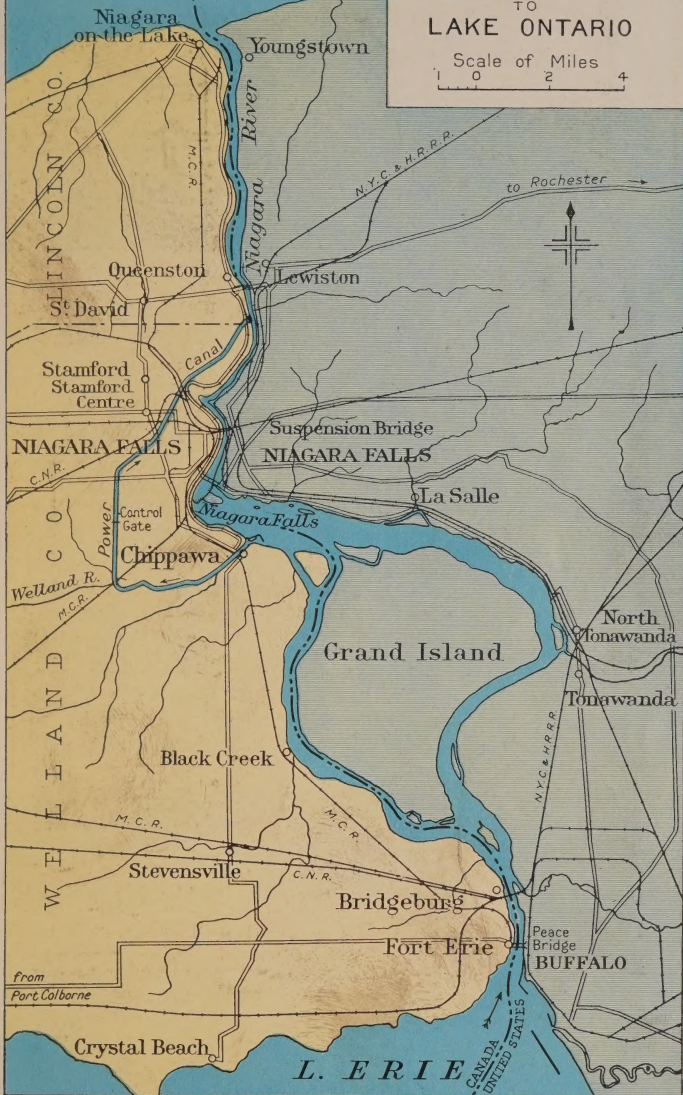 TO
LAKE ONTARIO
Scale of Miles
1 0 2 4
Niagara
on the Lake
Youngstown
River
Niagara
M.C.R.
N.Y.C. & H.R.R.R.
to Rochester
LINCOLN CO.
Queenston
Lewiston
St. David
Canal
Stamford
Stamford
Centre
Suspension Bridge
NIAGARA FALLS
NIAGARA FALLS
C.N.R.
La Salle
Niagara Falls
Control
Gate
Power
Chippawa
Welland R.
M.C.R.
North
Tonawanda
Grand Island
Tonawanda
WELLAND CO.
Black Creek
N.Y.C. & H.R.R.R.
M.C.R.
M.C.R.
Stevensville
C.N.R.
Bridgeburg
Fort Erie
Peace
Bridge
BUFFALO
from
Port Colborne
Crystal Beach
L. ERIE
CANADA
UNITED STATES